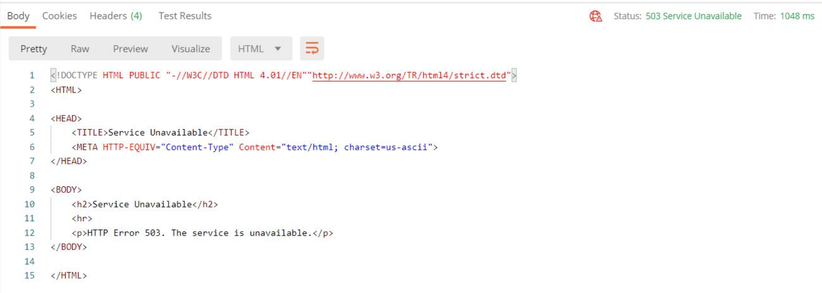 Body Cookies Headers (4) Test Results Status: 503 Service Unavailable Time: 1048 ms
Pretty Raw Preview Visualize HTML
1 <!DOCTYPE HTML PUBLIC "-//W3C//DTD HTML 4.01//EN""http://www.w3.org/TR/html4/strict.dtd">
2 <HTML>
3
4 <HEAD>
5 <TITLE>Service Unavailable</TITLE>
6 <META HTTP-EQUIV="Content-Type" Content="text/html; charset=us-ascii">
7 </HEAD>
8
9 <BODY>
10 <h2>Service Unavailable</h2>
11 <hr>
12 <p>HTTP Error 503. The service is unavailable.</p>
13 </BODY>
14
15 </HTML>